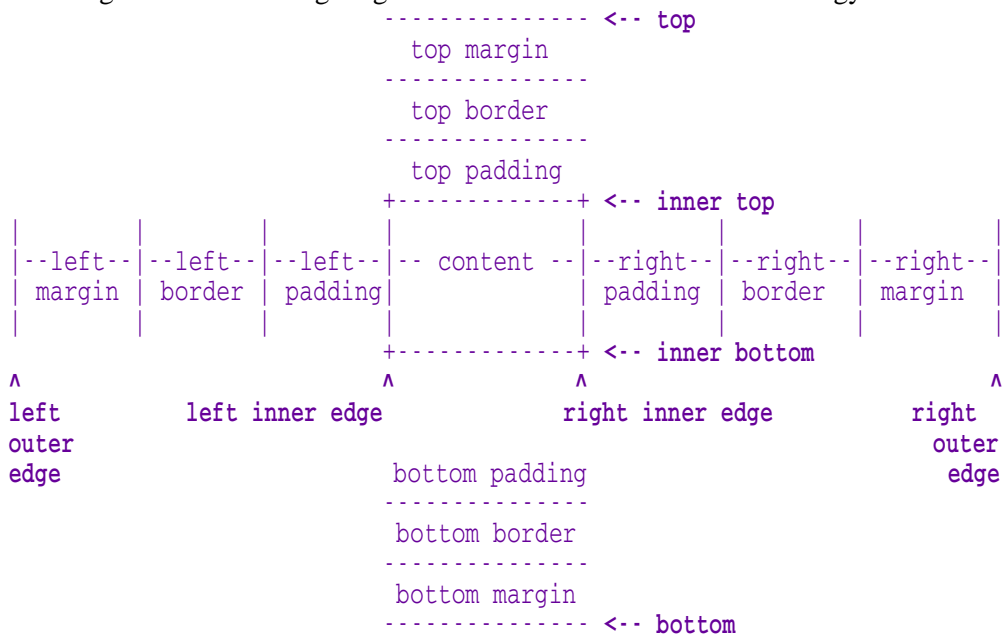 --------------- <-- top
top margin
---------------
top border
---------------
top padding
+-------------+ <-- inner top
| | | | | | | |
|--left--|--left--|--left--|-- content --|--right--|--right--|--right--|
| margin | border | padding| | padding | border | margin |
| | | | | | | |
+-------------+ <-- inner bottom
^ ^ ^ ^
left left inner edge right inner edge right
outer outer
edge bottom padding edge
---------------
bottom border
---------------
bottom margin
--------------- <-- bottom